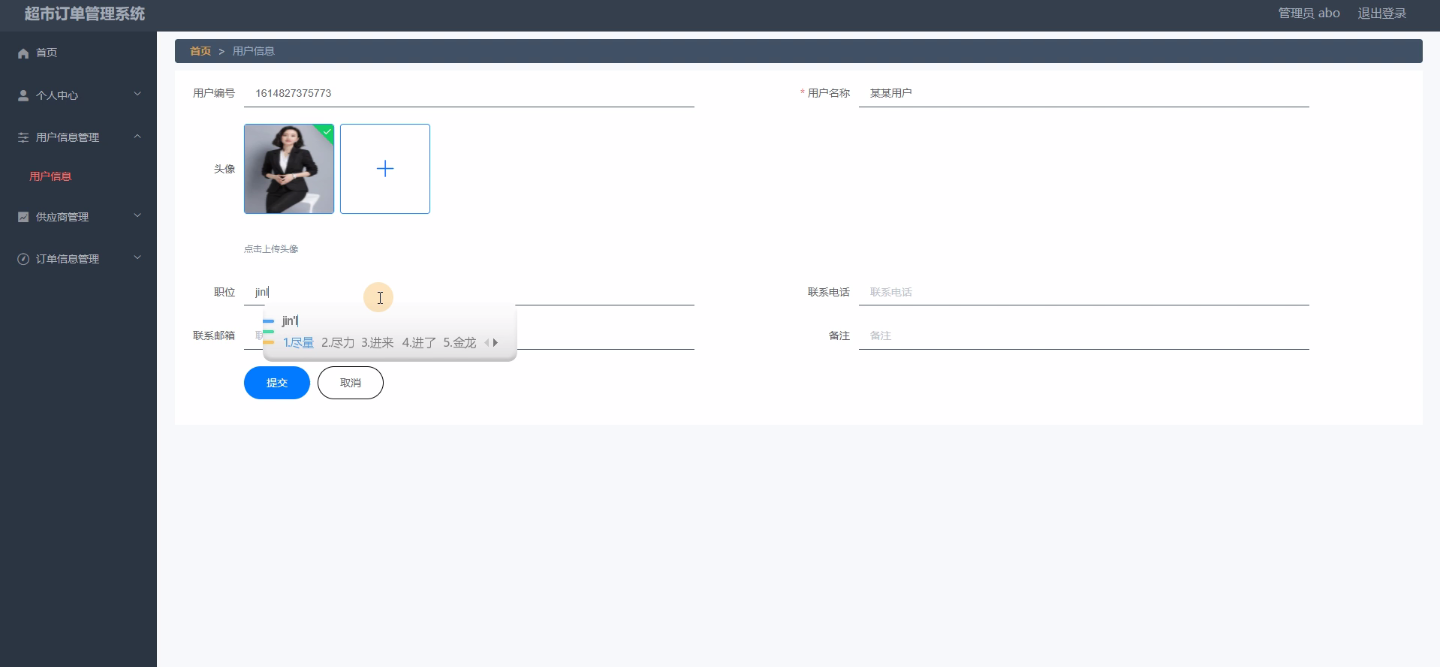 超市订单管理系统
管理员 abo 退出登录
首页
个人中心
用户信息管理
用户信息
供应商管理
订单信息管理
首页 > 用户信息
用户编号 1614827375773
* 用户名称 某某用户
头像
点击上传头像
职位 jinl
联系电话 联系电话
jin'l
1.尽量 2.尽力 3.进来 4.进了 5.金龙
联系邮箱
备注 备注
提交 取消